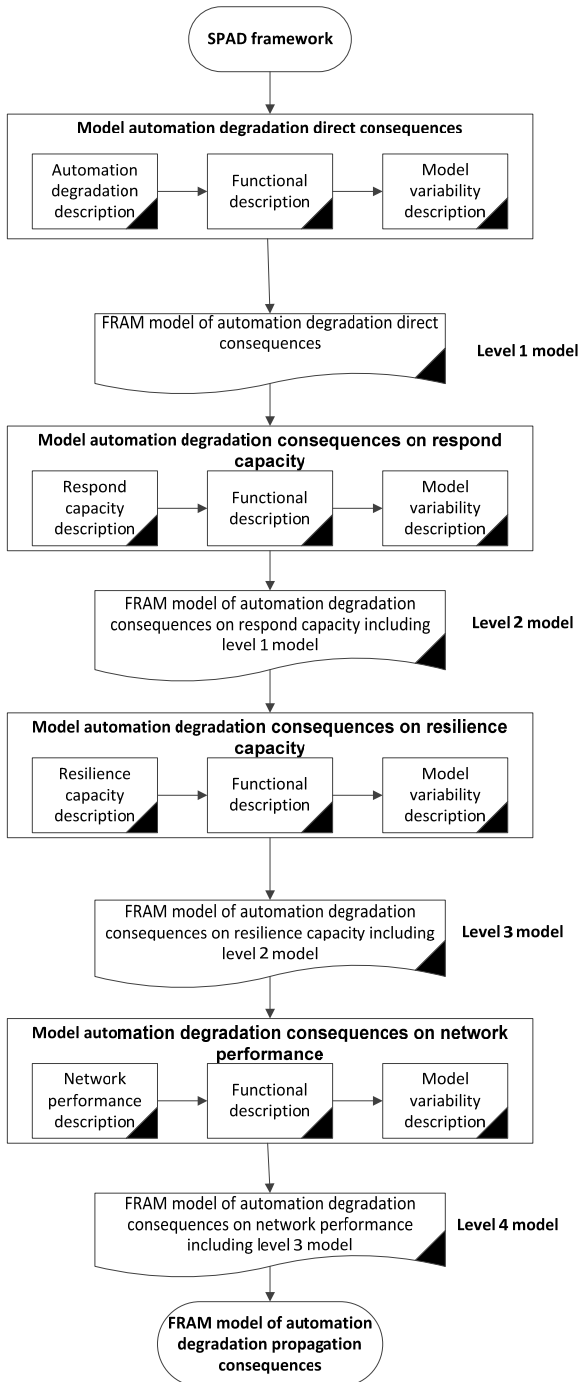 SPAD framework
Model automation degradation direct consequences
Automation
degradation
description
Functional
description
Model
variability
description
FRAM model of automation degradation direct
consequences
Level 1 model
Model automation degradation consequences on respond
capacity
Respond
capacity
description
Functional
description
Model
variability
description
FRAM model of automation degradation
consequences on respond capacity including
level 1 model
Level 2 model
Model automation degradation consequences on resilience
capacity
Resilience
capacity
description
Functional
description
Model
variability
description
FRAM model of automation degradation
consequences on resilience capacity including
level 2 model
Level 3 model
Model automation degradation consequences on network
performance
Network
performance
description
Functional
description
Model
variability
description
FRAM model of automation degradation
consequences on network performance
including level 3 model
Level 4 model
FRAM model of automation
degradation propagation
consequences